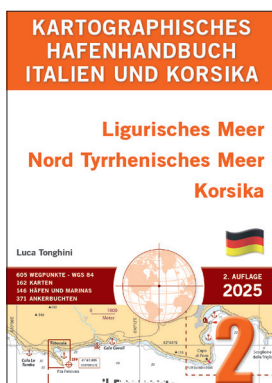 KARTOGRAPHISCHES
HAFENHANDBUCH
ITALIEN UND KORSIKA
Ligurisches Meer
Nord Tyrrhenisches Meer
Korsika
Luca Tonghini
605 WEGPUNKTE - WGS 84
162 KARTEN
146 HÄFEN UND MARINAS
371 ANKERBUCHTEN
2. AUFLAGE
2025
2